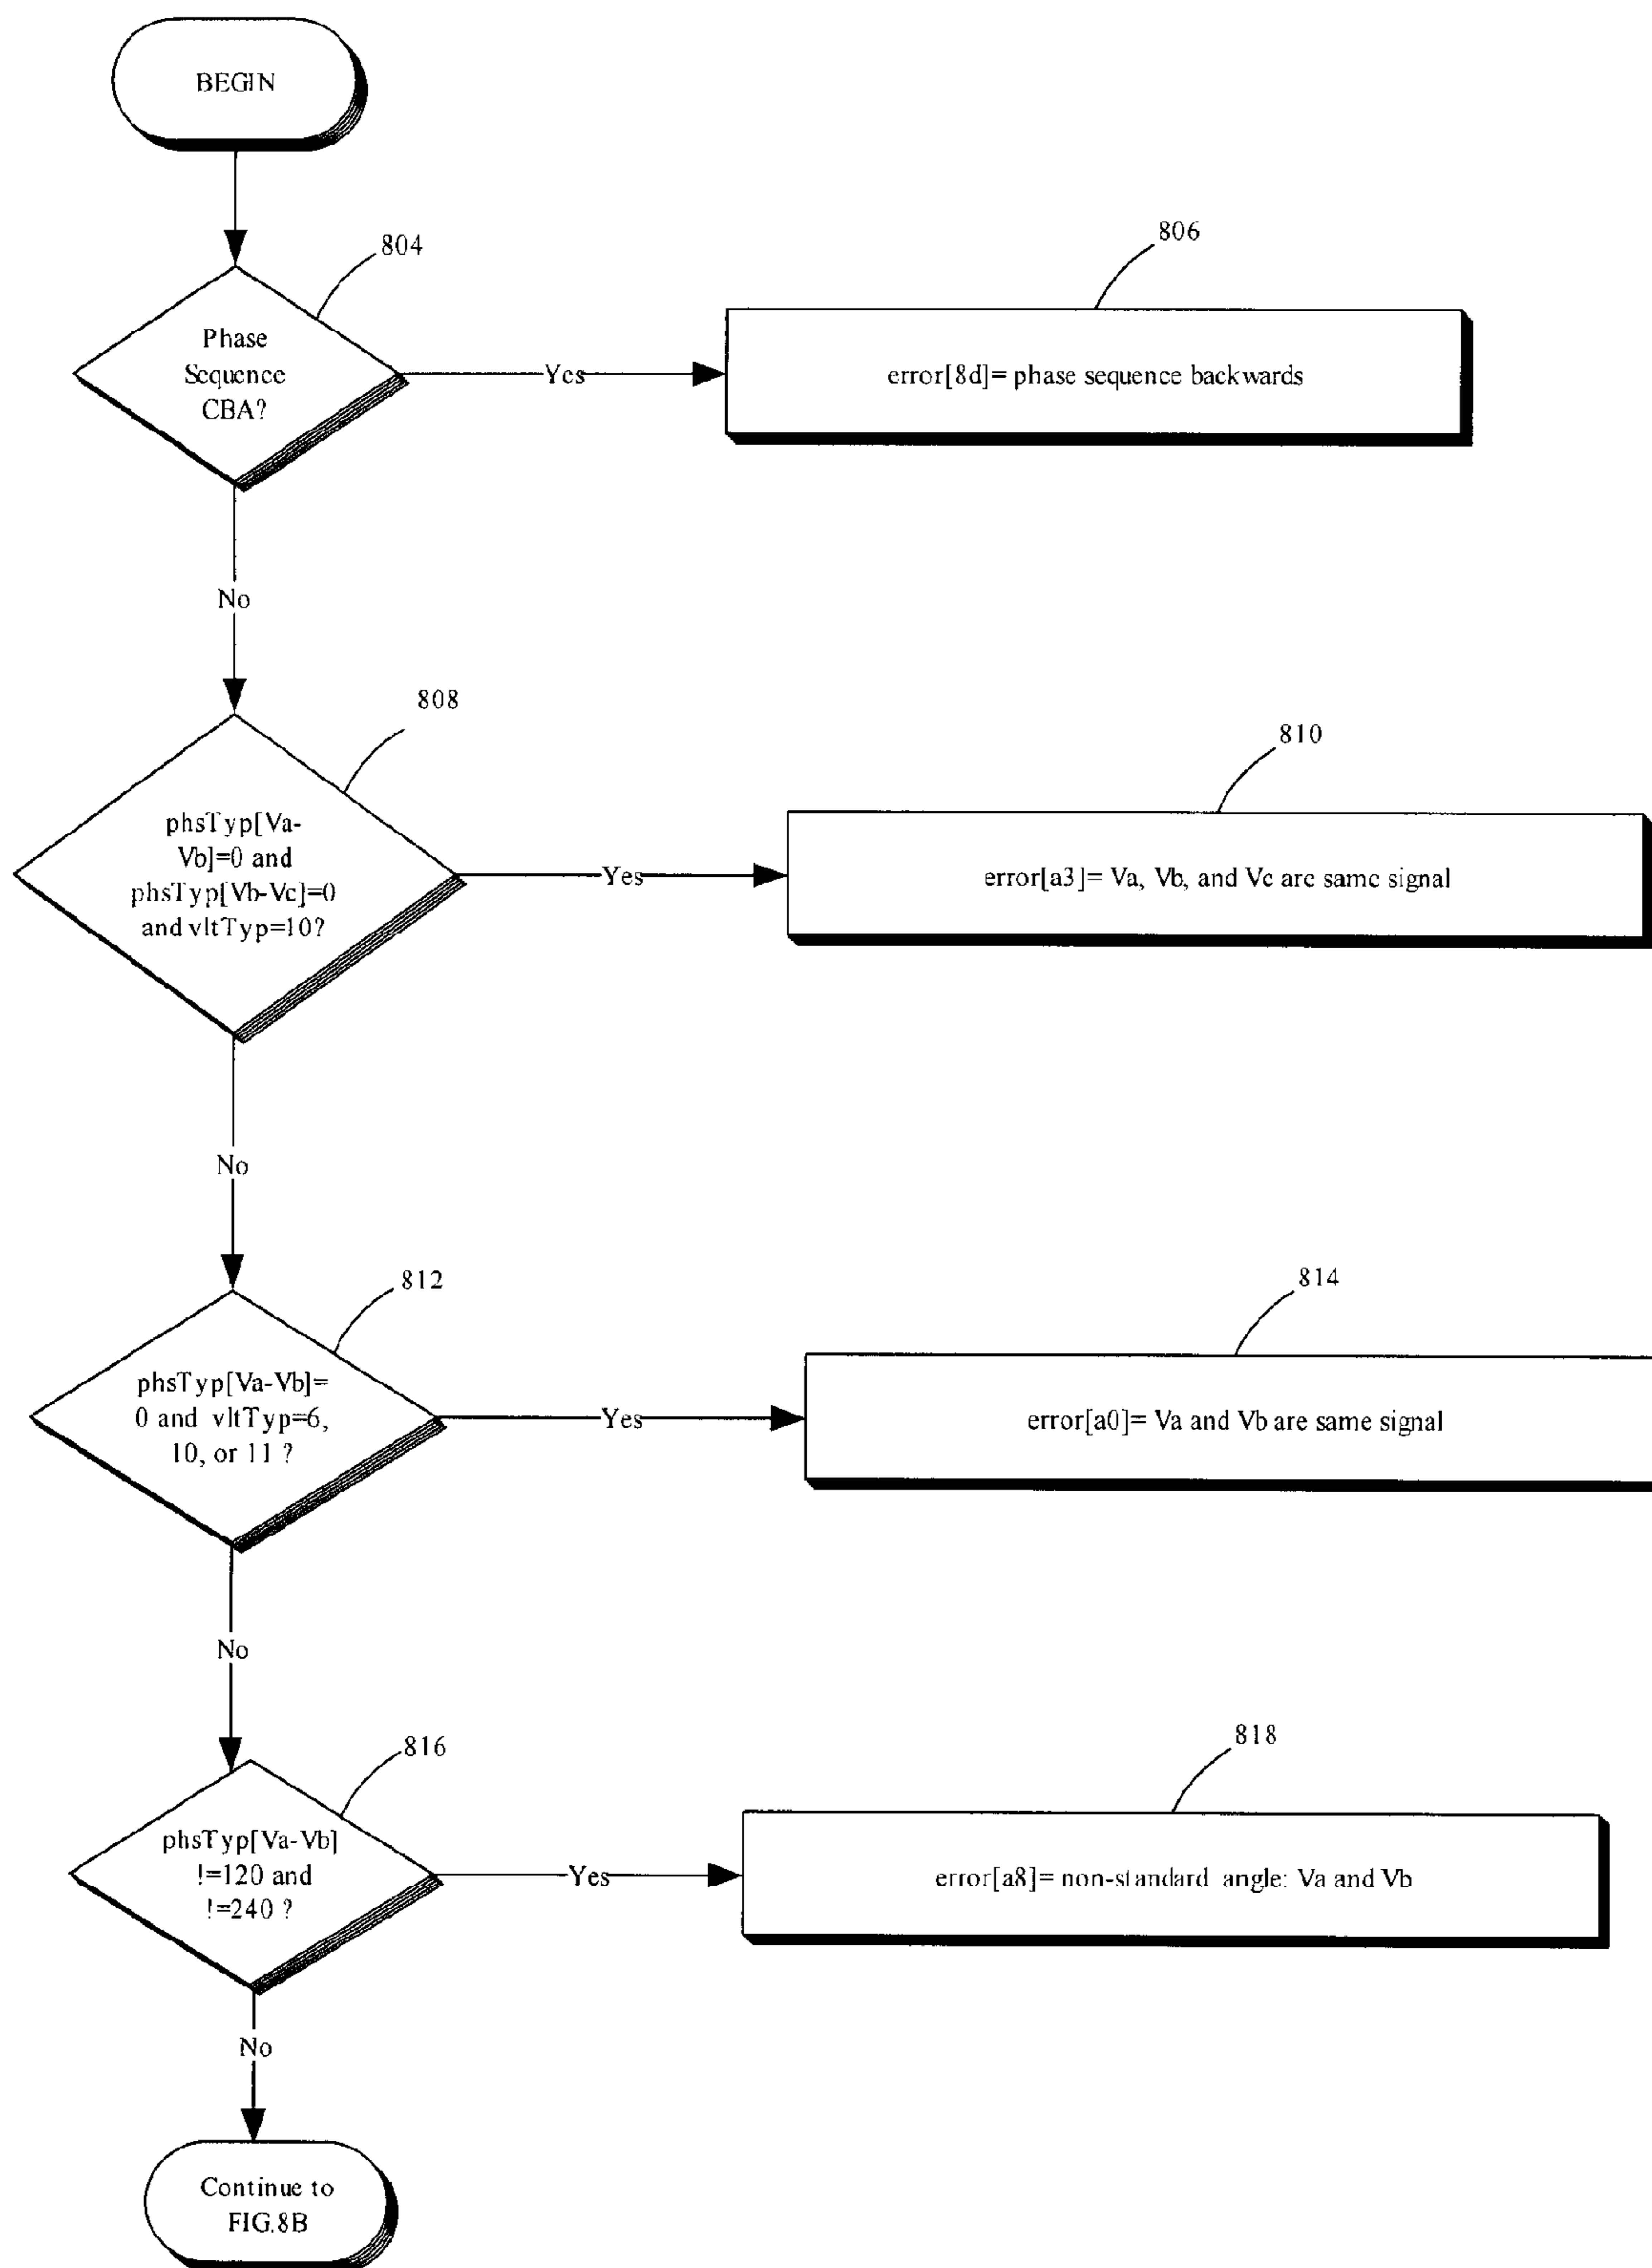 BEGIN
804
806
Phase
Sequence
CBA?
Yes
error[8d]= phase sequence backwards
No
808
810
phsTyp[Va-
Vb]=0 and
phsTyp[Vb-Vc]=0
and vltTyp=10?
Yes
error[a3]= Va, Vb, and Vc are same signal
No
812
814
phsTyp[Va-Vb]=
0 and vltTyp=6,
10, or 11 ?
Yes
error[a0]= Va and Vb are same signal
No
816
818
phsTyp[Va-Vb]
!=120 and
!=240 ?
Yes
error[a8]= non-standard angle: Va and Vb
No
Continue to
FIG.8B